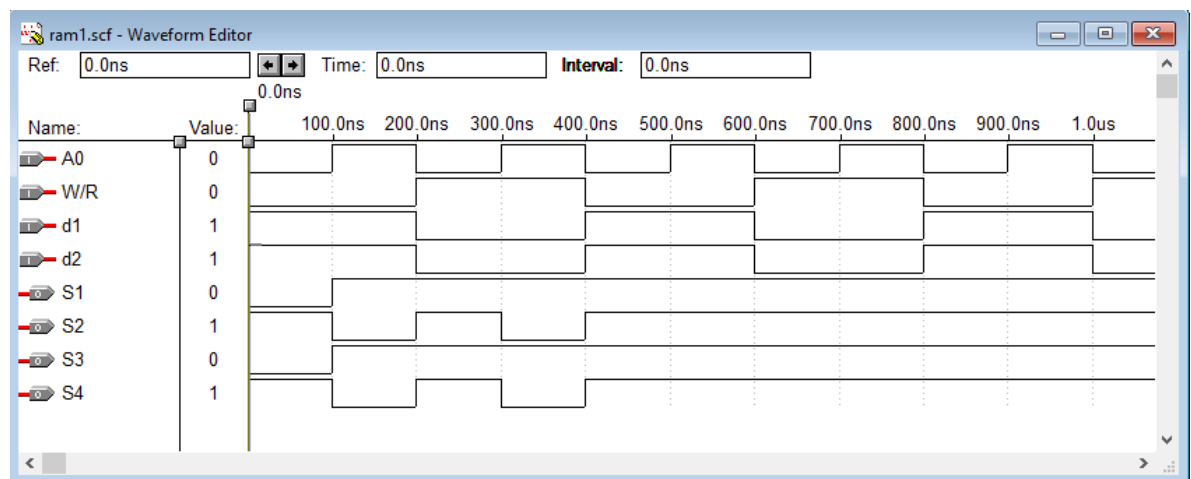 ram1.scf - Waveform Editor
Ref: 0.0ns Time: 0.0ns Interval: 0.0ns
0.0ns
Name: Value: 100.0ns 200.0ns 300.0ns 400.0ns 500.0ns 600.0ns 700.0ns 800.0ns 900.0ns 1.0us
A0 0
W/R 0
d1 1
d2 1
S1 0
S2 1
S3 0
S4 1